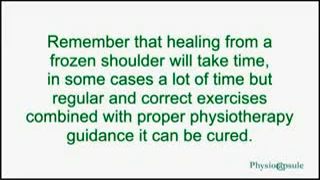 Remember that healing from a
frozen shoulder will take time,
in some cases a lot of time but
regular and correct exercises
combined with proper physiotherapy
guidance it can be cured.
Physio@psule